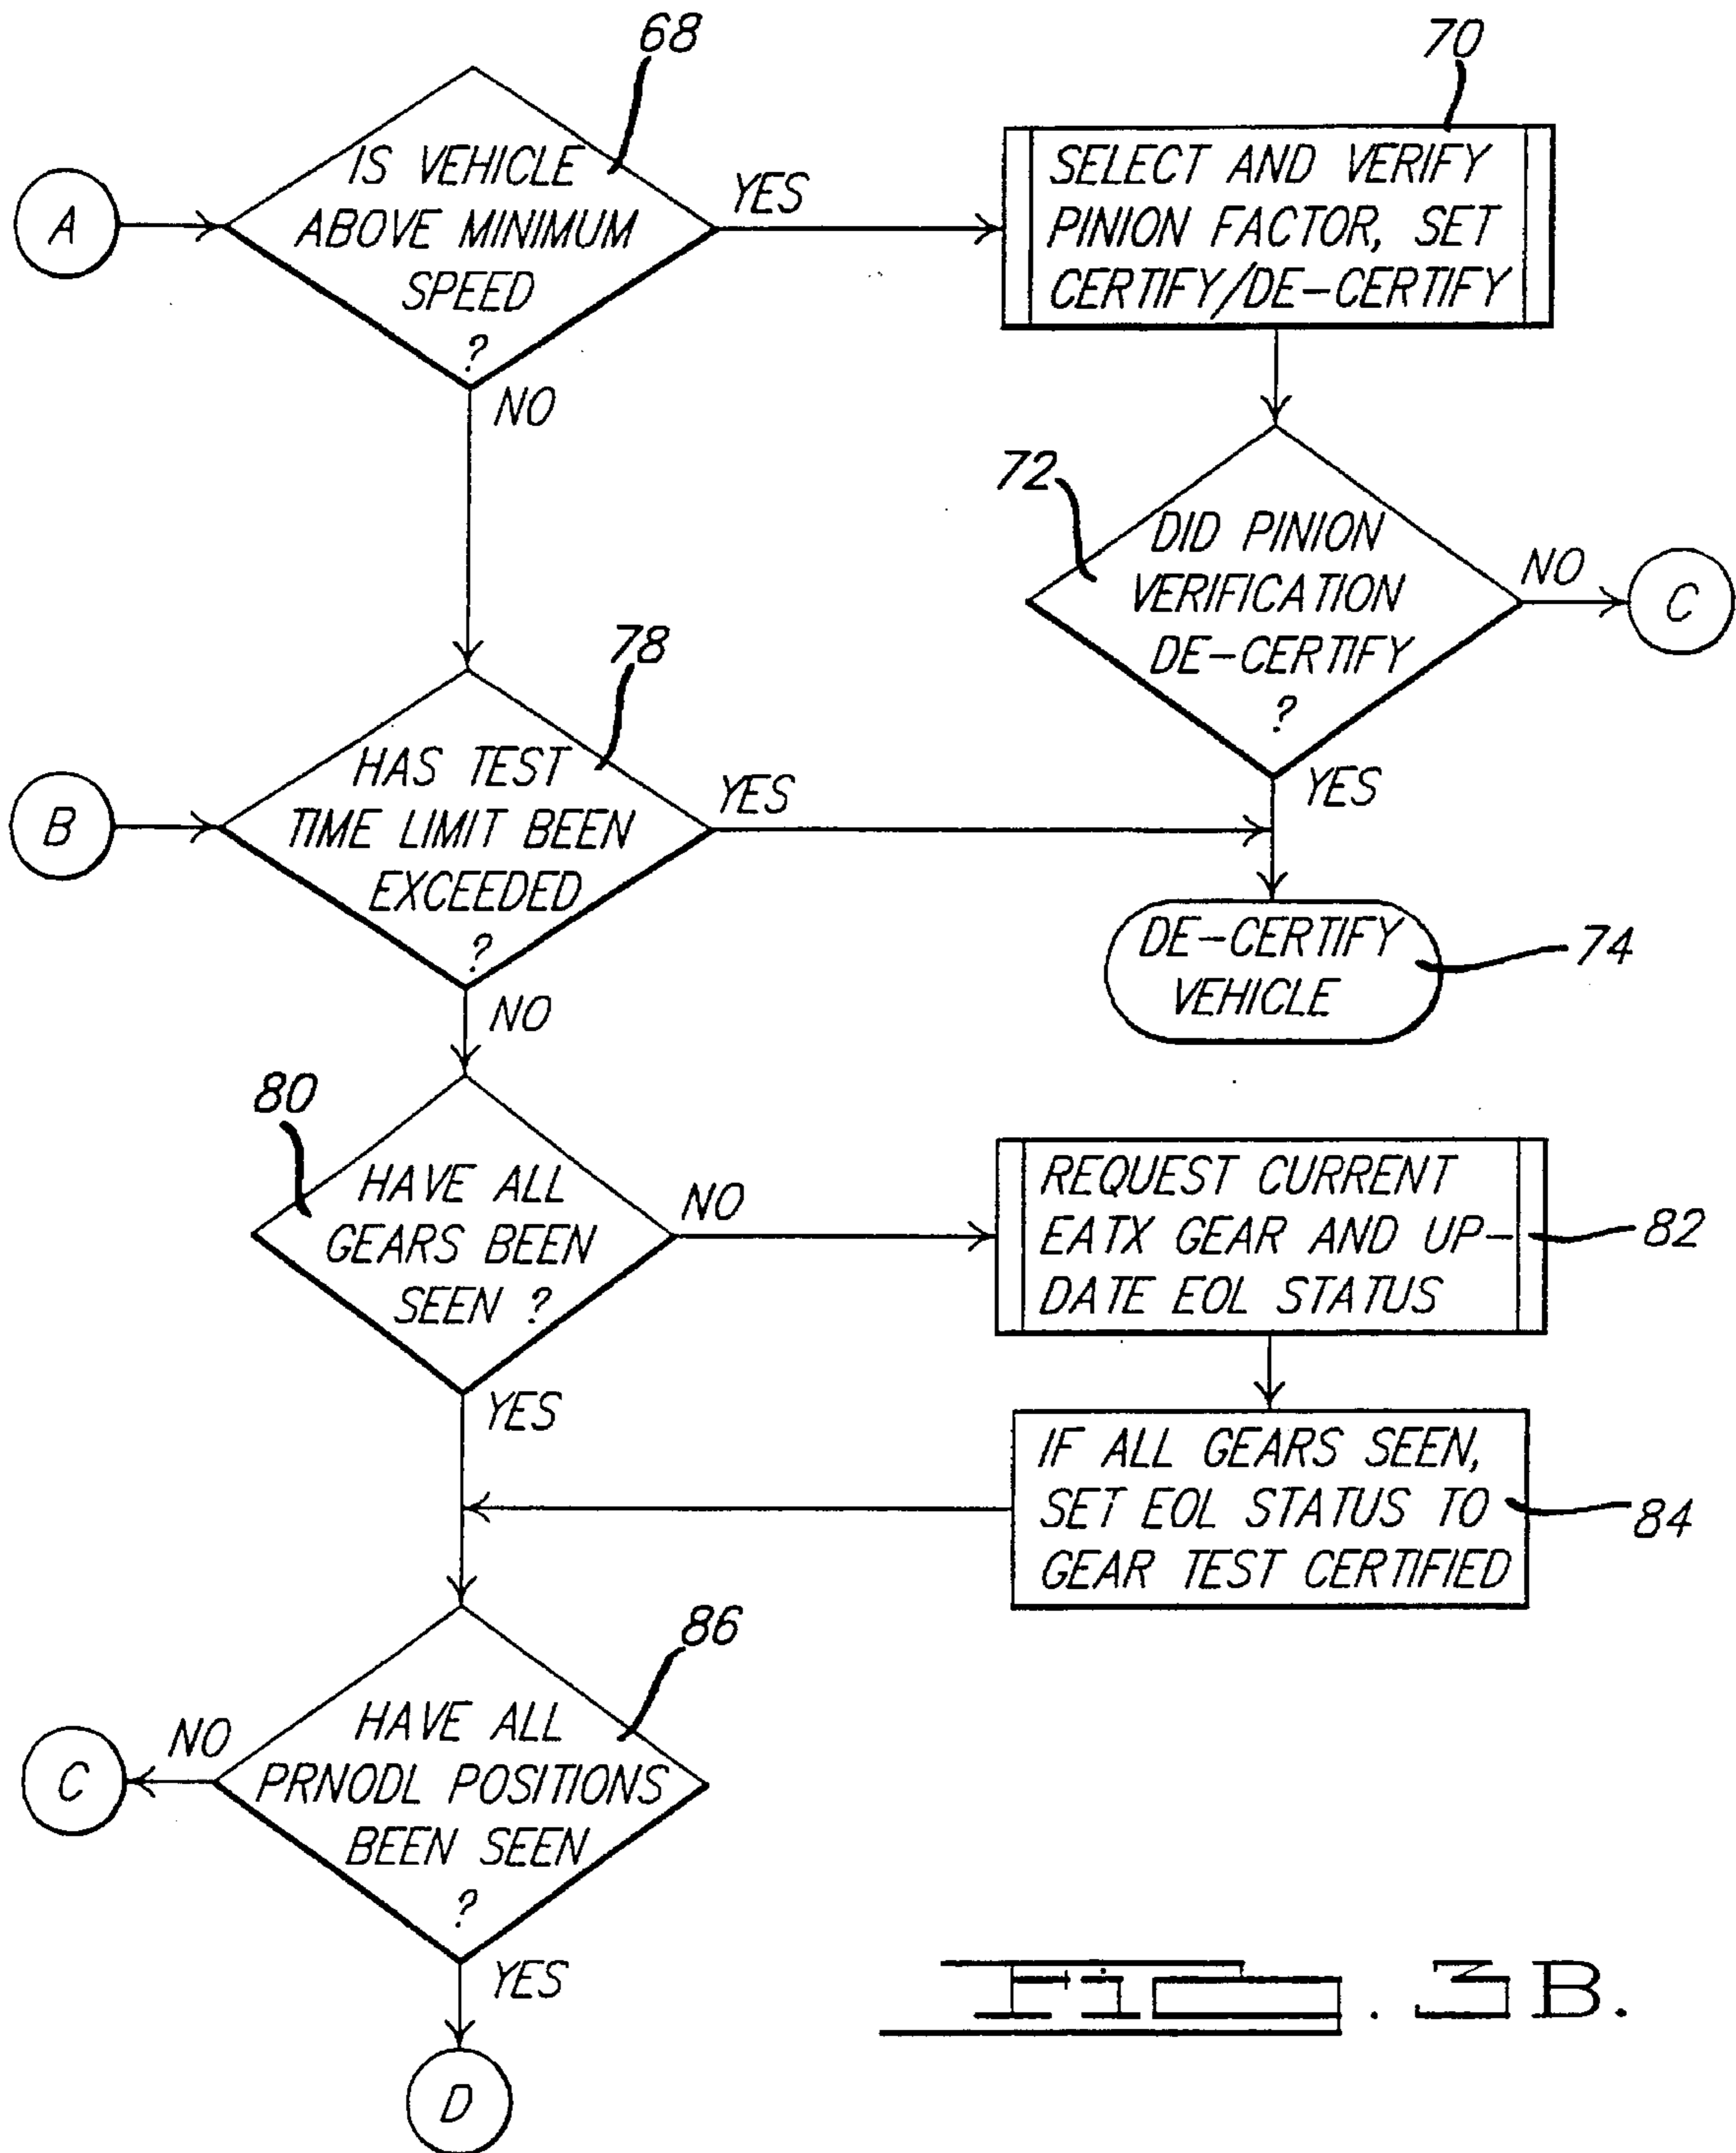 68
70
A
IS VEHICLE
ABOVE MINIMUM
SPEED
?
YES
SELECT AND VERIFY
PINION FACTOR, SET
CERTIFY/DE-CERTIFY
NO
72
DID PINION
VERIFICATION
DE-CERTIFY
?
NO
C
YES
78
B
HAS TEST
TIME LIMIT BEEN
EXCEEDED
?
YES
NO
DE-CERTIFY
VEHICLE
74
80
HAVE ALL
GEARS BEEN
SEEN ?
NO
REQUEST CURRENT
EATX GEAR AND UP-
DATE EOL STATUS
82
YES
IF ALL GEARS SEEN,
SET EOL STATUS TO
GEAR TEST CERTIFIED
84
86
C
NO
HAVE ALL
PRNODL POSITIONS
BEEN SEEN
?
YES
D
FIG. 3B.